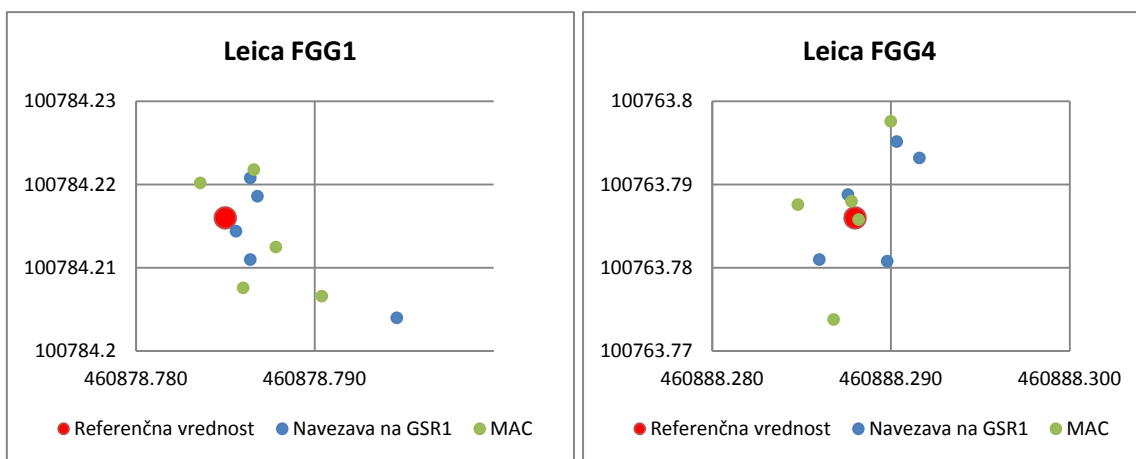 Leica FGG1
100784.23
100784.22
100784.21
100784.2
460878.780 460878.790
Referenčna vrednost Navezava na GSR1 MAC
Leica FGG4
100763.8
100763.79
100763.78
100763.77
460888.280 460888.290 460888.300
Referenčna vrednost Navezava na GSR1 MAC